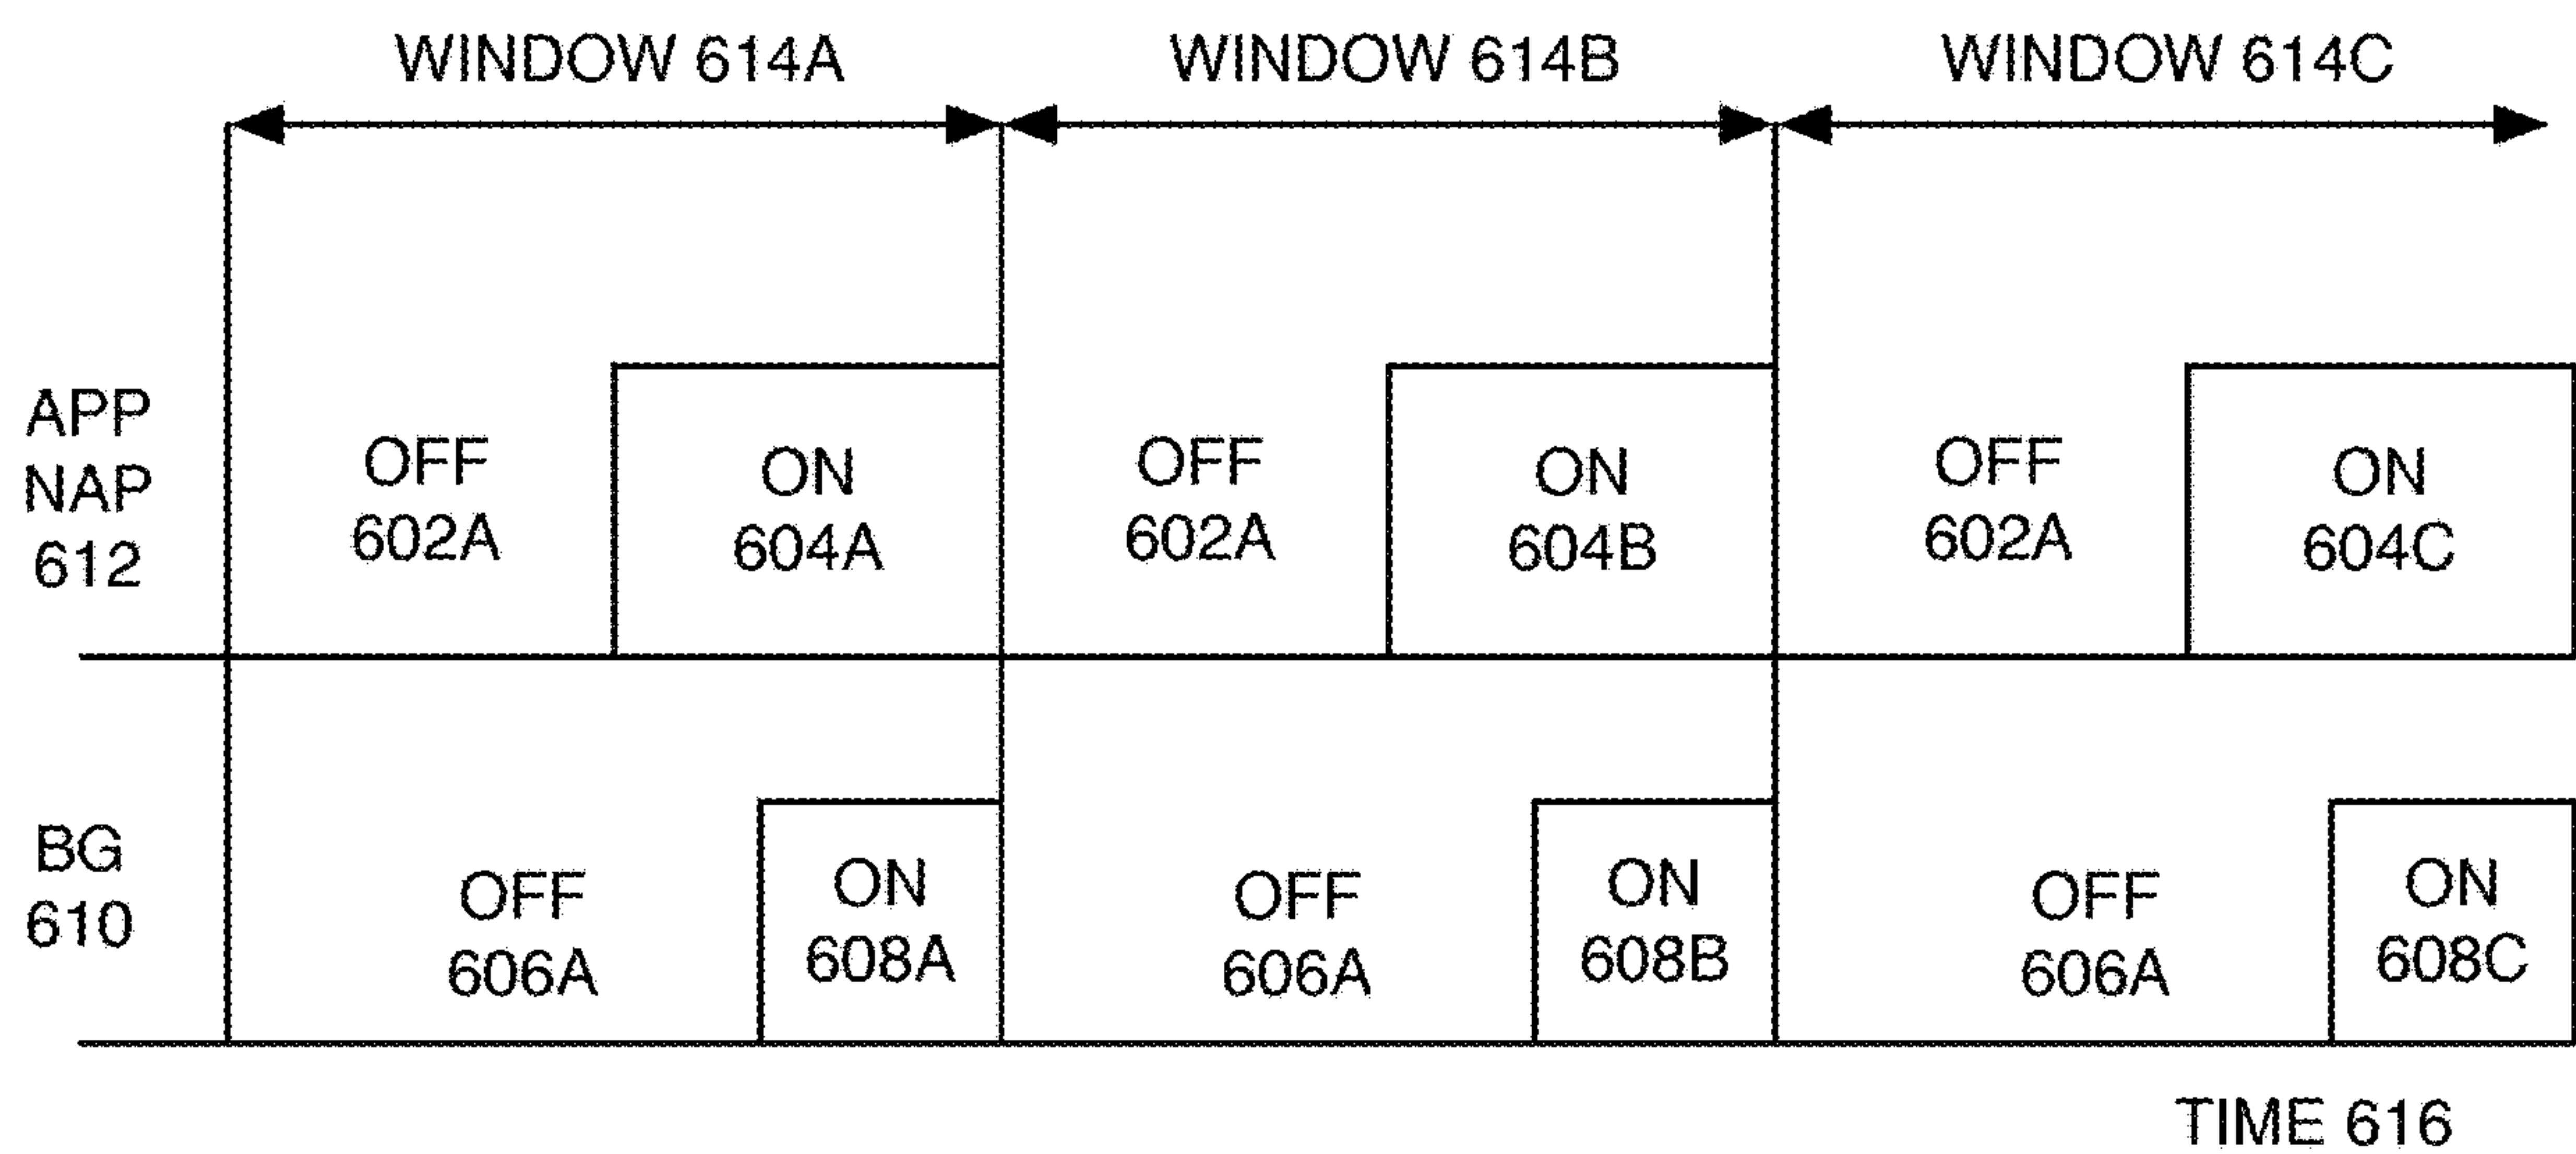 WINDOW 614A
WINDOW 614B
WINDOW 614C
APP
NAP
612
OFF
602A
ON
604A
OFF
602A
ON
604B
OFF
602A
ON
604C
BG
610
OFF
606A
ON
608A
OFF
606A
ON
608B
OFF
606A
ON
608C
TIME 616